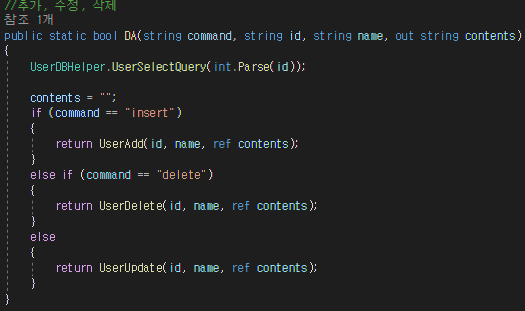 //추가, 수정, 삭제
참조 1개
public static bool DA(string command, string id, string name, out string contents)
{
UserDBHelper.UserSelectQuery(int.Parse(id));
contents = "";
if (command == "insert")
{
return UserAdd(id, name, ref contents);
}
else if (command == "delete")
{
return UserDelete(id, name, ref contents);
}
else
{
return UserUpdate(id, name, ref contents);
}
}